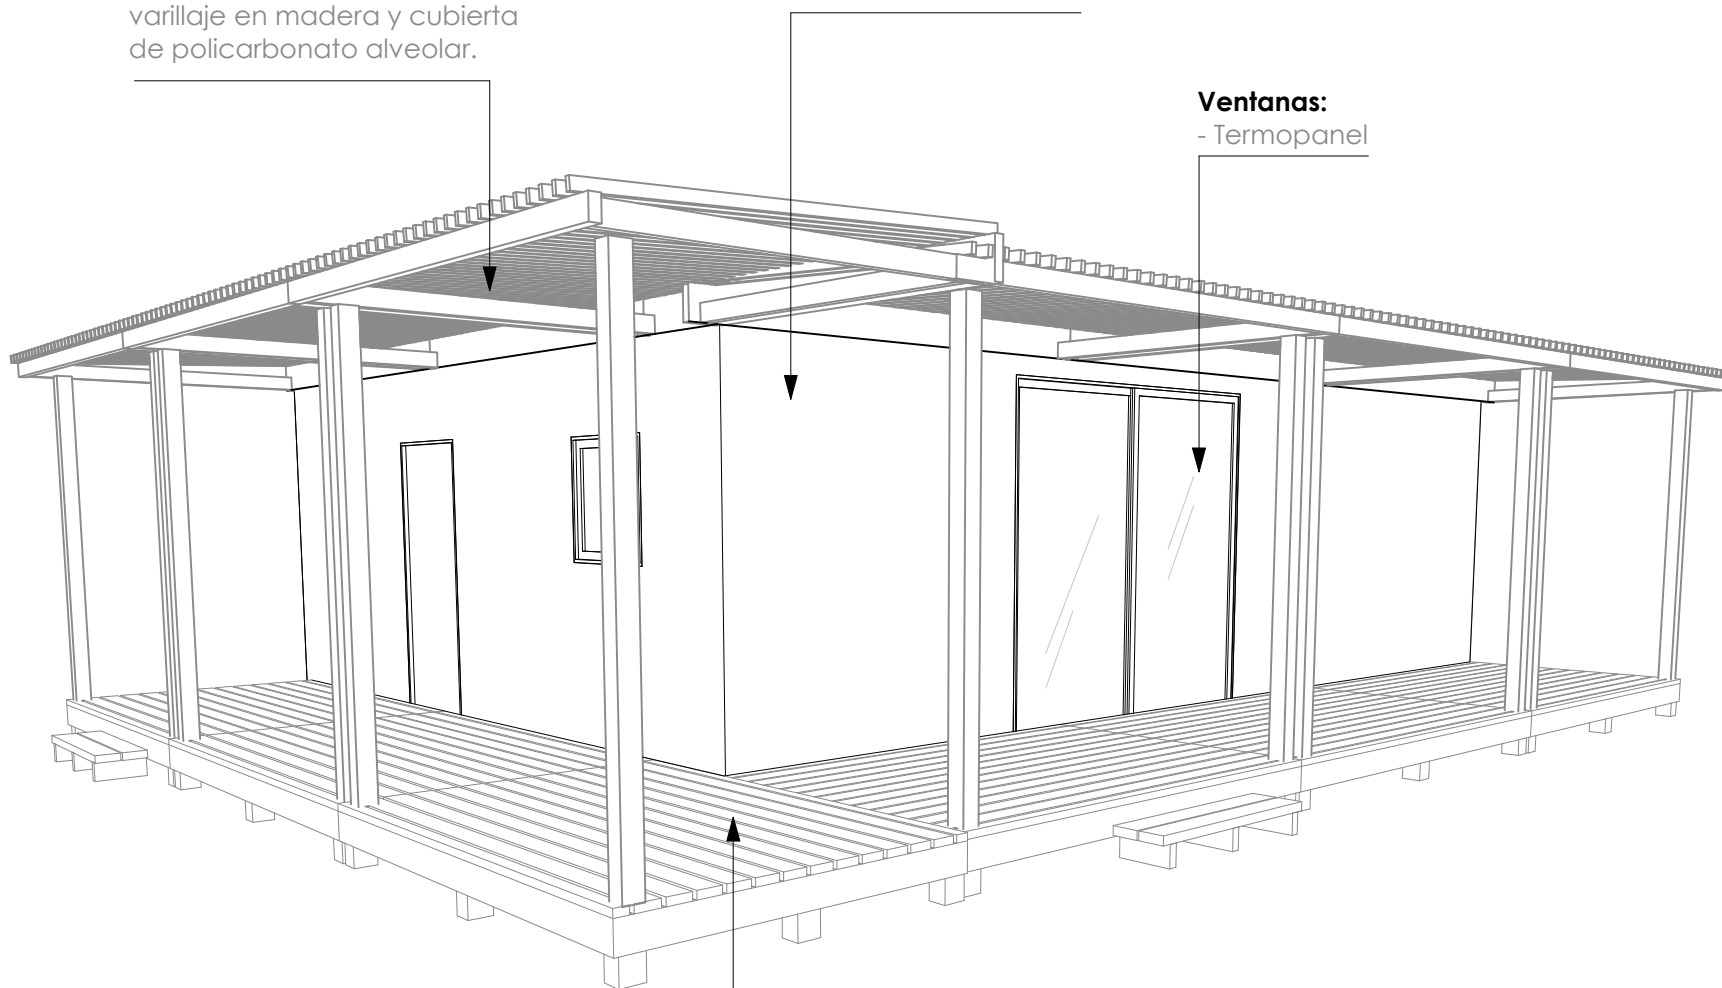 varillaje en madera y cubierta
de policarbonato alveolar.
Ventanas:
- Termopanel